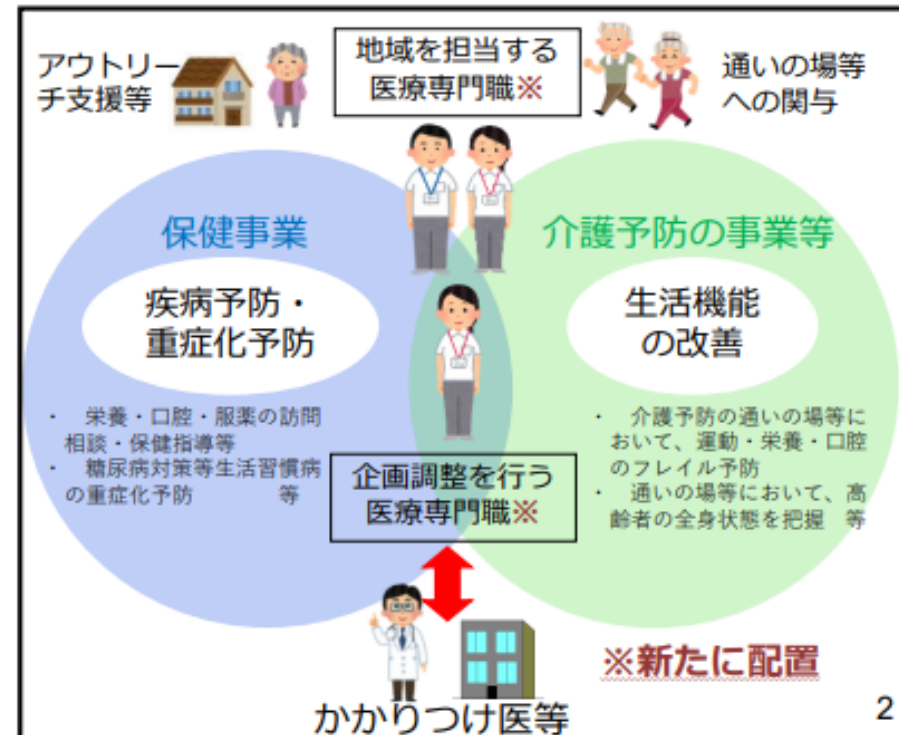 アウトリー
チ支援等
地域を担当する
医療専門職※
通いの場等
への関与
保健事業
疾病予防・
重症化予防
・　栄養・口腔・服薬の訪問
相談・保健指導等
・　糖尿病対策等生活習慣病
の重症化予防　　　　等
介護予防の事業等
生活機能
の改善
・　介護予防の通いの場等に
おいて、運動・栄養・口腔
のフレイル予防
・　通いの場等において、高
齢者の全身状態を把握　等
企画調整を行う
医療専門職※
かかりつけ医等
※新たに配置
2